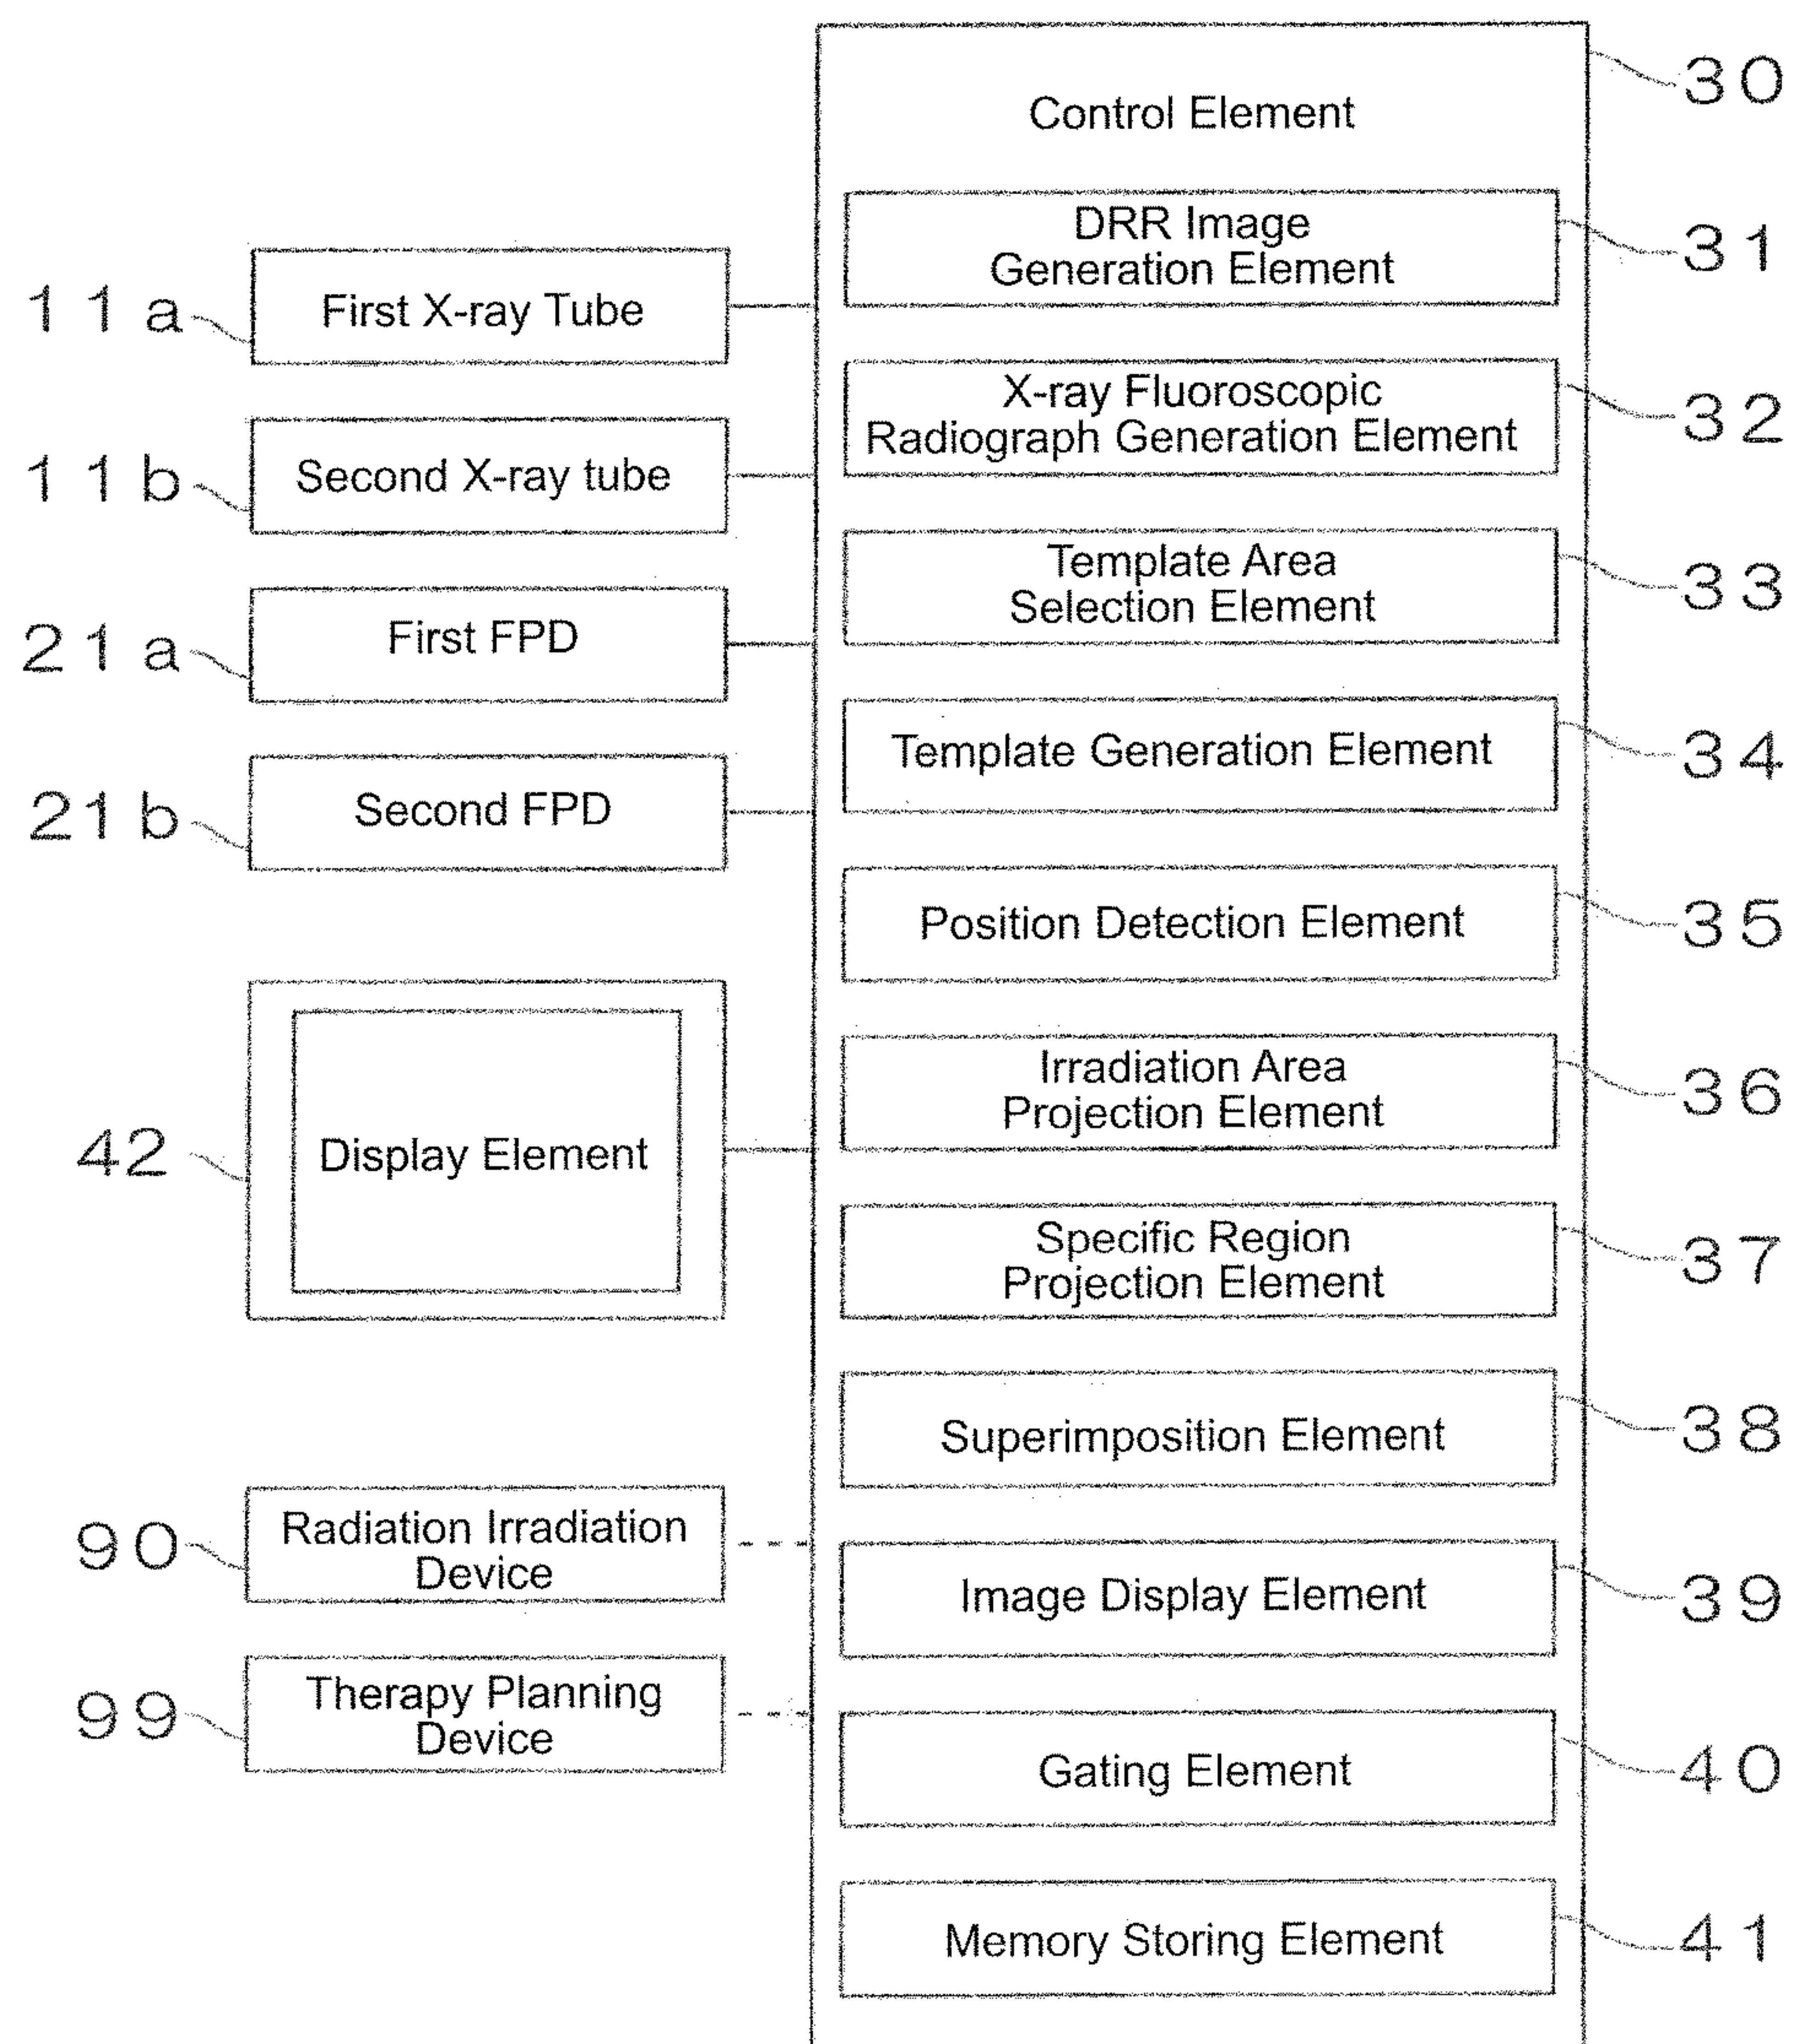 Control Element
30
DRR Image
Generation Element
31
11a
First X-ray Tube
X-ray Fluoroscopic
Radiograph Generation Element
32
11b
Second X-ray tube
Template Area
Selection Element
33
21a
First FPD
Template Generation Element
34
21b
Second FPD
Position Detection Element
35
Irradiation Area
Projection Element
36
42
Display Element
Specific Region
Projection Element
37
Superimposition Element
38
90
Radiation Irradiation
Device
Image Display Element
39
99
Therapy Planning
Device
Gating Element
40
Memory Storing Element
41